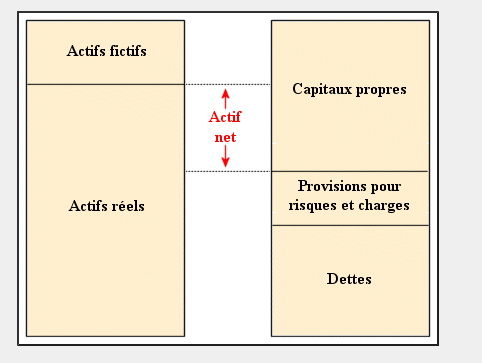 Actifs fictifs
Capitaux propres
Actif
net
Provisions pour
risques et charges
Actifs réels
Dettes